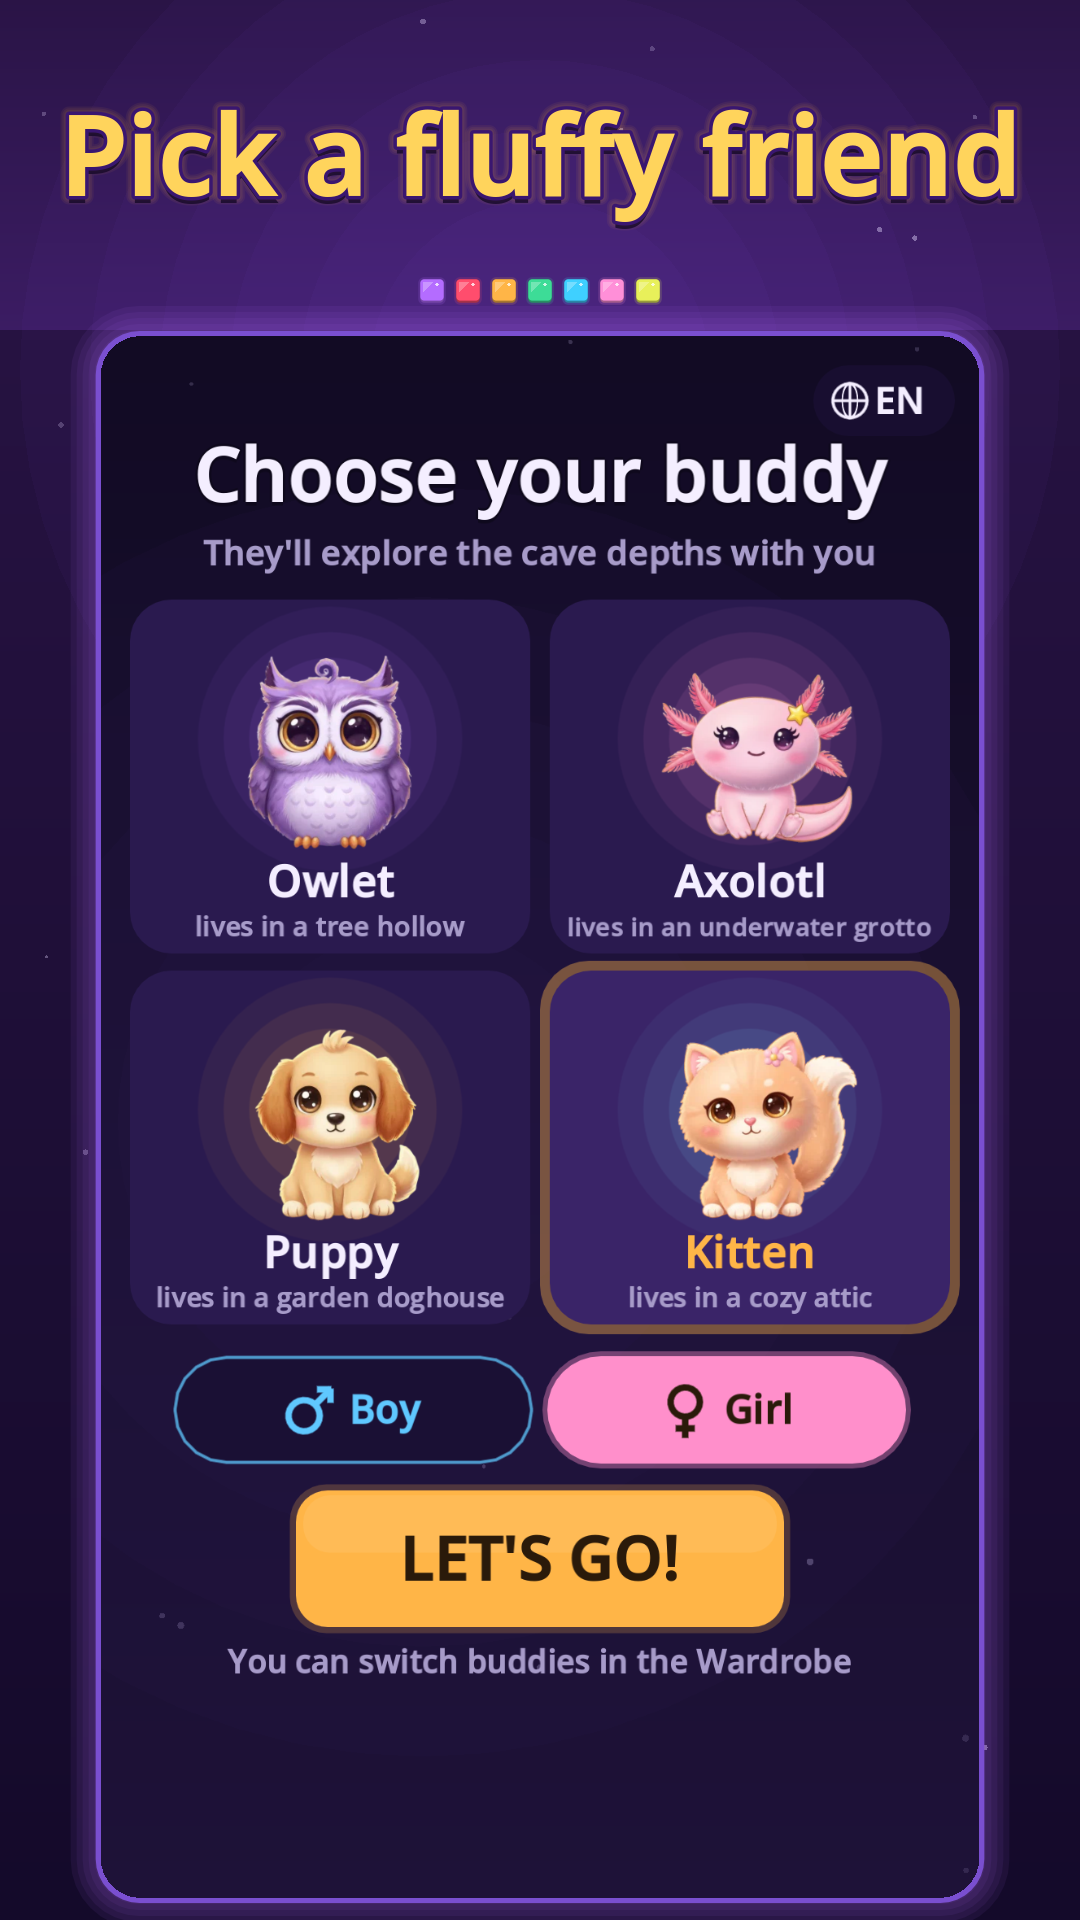 Pick a fluffy friend
EN
Choose your buddy
They'll explore the cave depths with you
Owlet
lives in a tree hollow
Axolotl
lives in an underwater grotto
Puppy
lives in a garden doghouse
Kitten
lives in a cozy attic
Boy
Girl
LET'S GO!
You can switch buddies in the Wardrobe